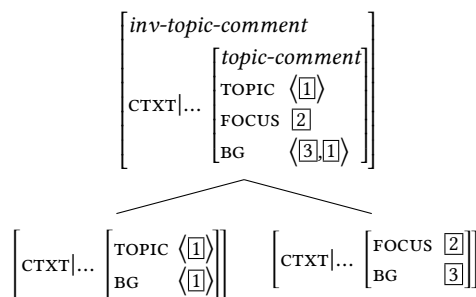 inv-topic-comment
topic-comment
TOPIC ⟨1⟩
CTXT|... FOCUS 2
BG ⟨3,1⟩
TOPIC ⟨1⟩ FOCUS 2
CTXT|... CTXT|...
BG ⟨1⟩ BG 3